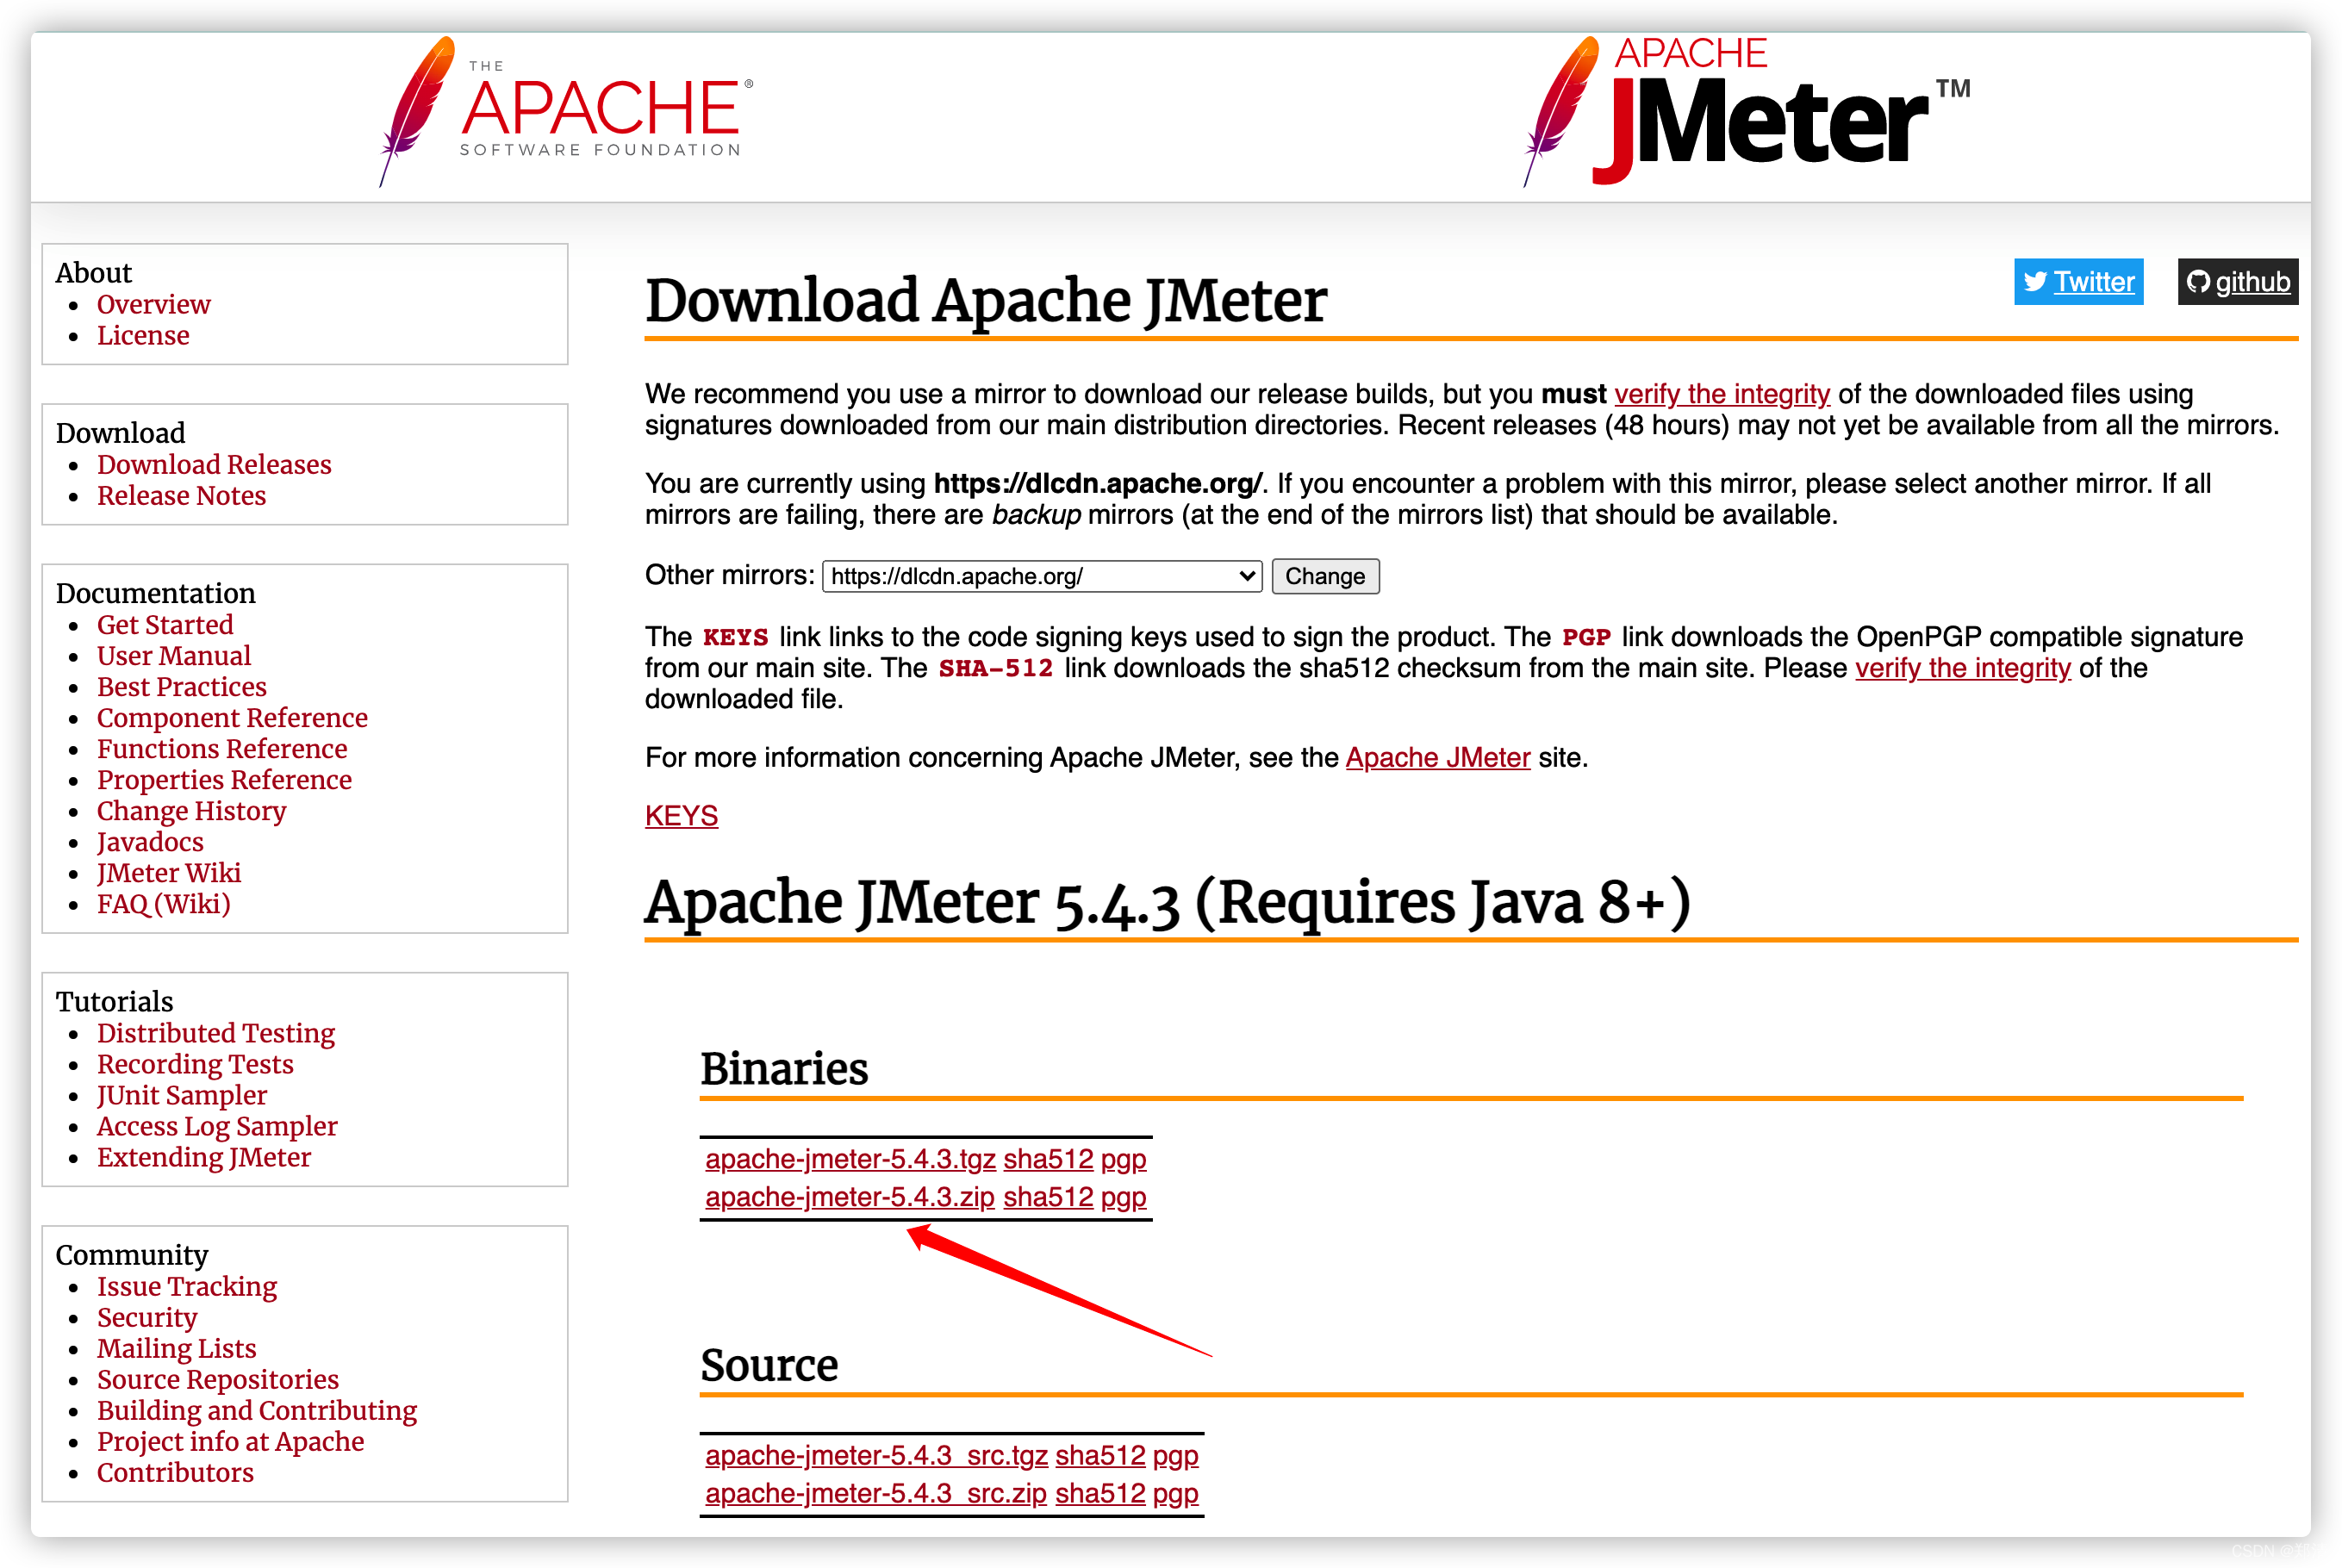 THE
APACHE®
SOFTWARE FOUNDATION
APACHE
JMeter™
About
Overview
License
Download
Download Releases
Release Notes
Documentation
Get Started
User Manual
Best Practices
Component Reference
Functions Reference
Properties Reference
Change History
Javadocs
JMeter Wiki
FAQ (Wiki)
Tutorials
Distributed Testing
Recording Tests
JUnit Sampler
Access Log Sampler
Extending JMeter
Community
Issue Tracking
Security
Mailing Lists
Source Repositories
Building and Contributing
Project info at Apache
Contributors
Twitter
github
Download Apache JMeter
We recommend you use a mirror to download our release builds, but you must verify the integrity of the downloaded files using
signatures downloaded from our main distribution directories. Recent releases (48 hours) may not yet be available from all the mirrors.
You are currently using https://dlcdn.apache.org/. If you encounter a problem with this mirror, please select another mirror. If all
mirrors are failing, there are backup mirrors (at the end of the mirrors list) that should be available.
Other mirrors: https://dlcdn.apache.org/ Change
The KEYS link links to the code signing keys used to sign the product. The PGP link downloads the OpenPGP compatible signature
from our main site. The SHA-512 link downloads the sha512 checksum from the main site. Please verify the integrity of the
downloaded file.
For more information concerning Apache JMeter, see the Apache JMeter site.
KEYS
Apache JMeter 5.4.3 (Requires Java 8+)
Binaries
apache-jmeter-5.4.3.tgz sha512 pgp
apache-jmeter-5.4.3.zip sha512 pgp
Source
apache-jmeter-5.4.3_src.tgz sha512 pgp
apache-jmeter-5.4.3_src.zip sha512 pgp